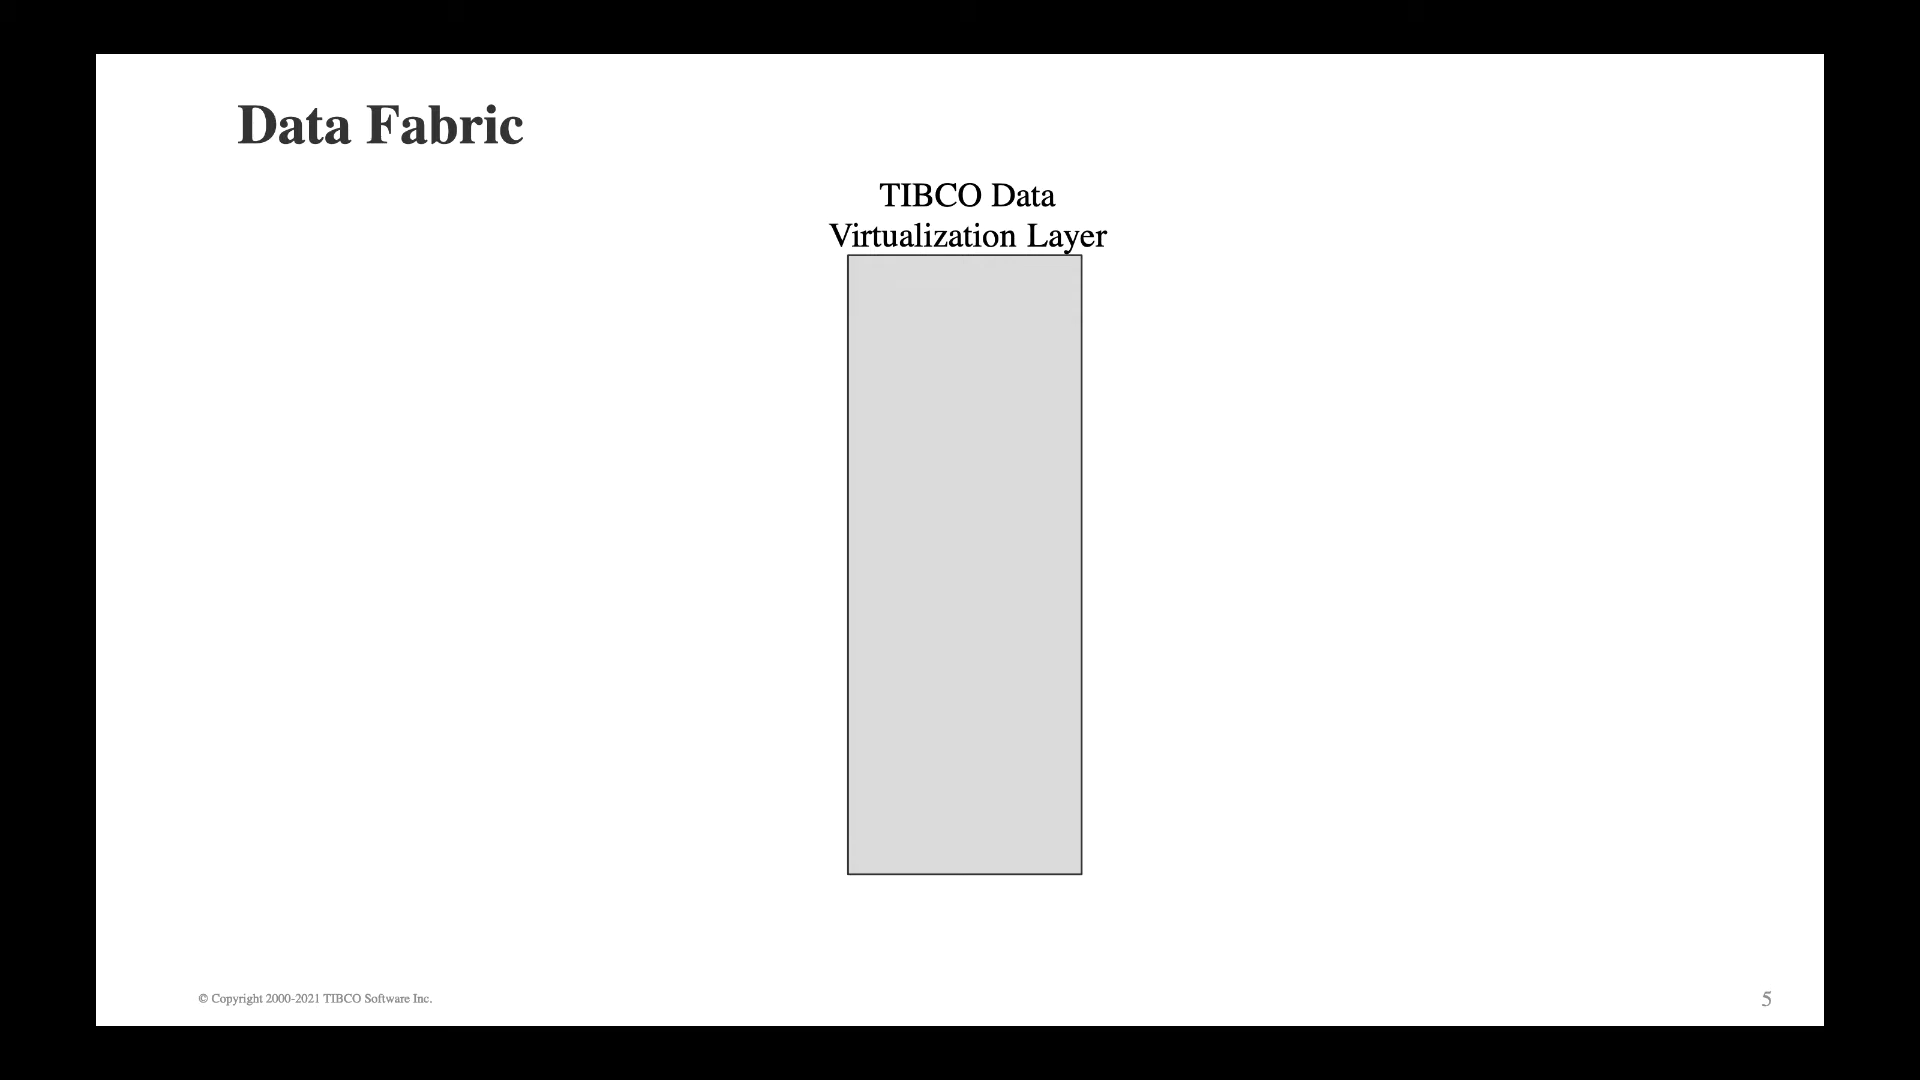 Data Fabric
TIBCO Data
Virtualization Layer
© Copyright 2000-2021 TIBCO Software Inc.
5